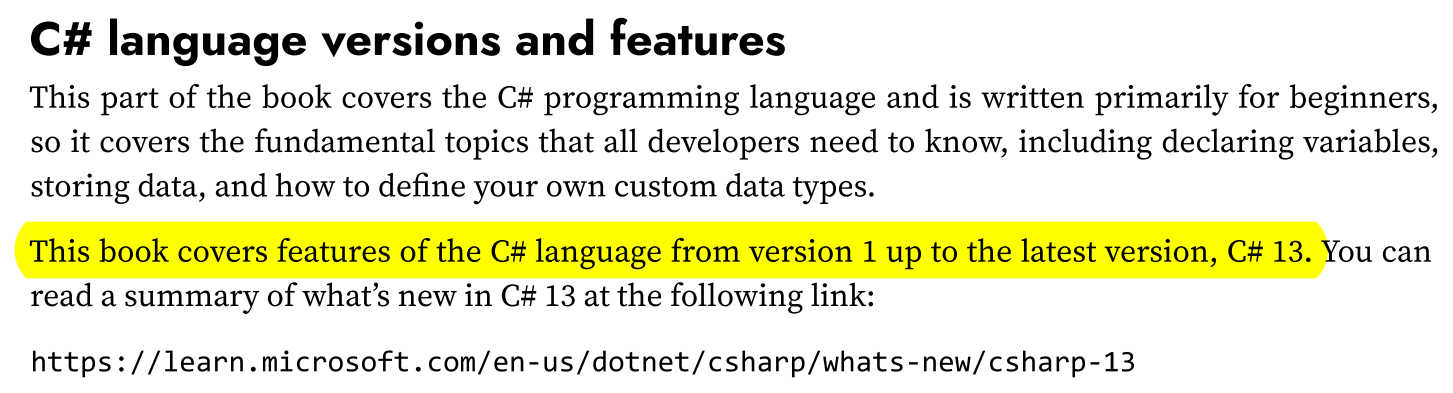 C# language versions and features
This part of the book covers the C# programming language and is written primarily for beginners,
so it covers the fundamental topics that all developers need to know, including declaring variables,
storing data, and how to define your own custom data types.
This book covers features of the C# language from version 1 up to the latest version, C# 13. You can
read a summary of what’s new in C# 13 at the following link:
https://learn.microsoft.com/en-us/dotnet/csharp/whats-new/csharp-13